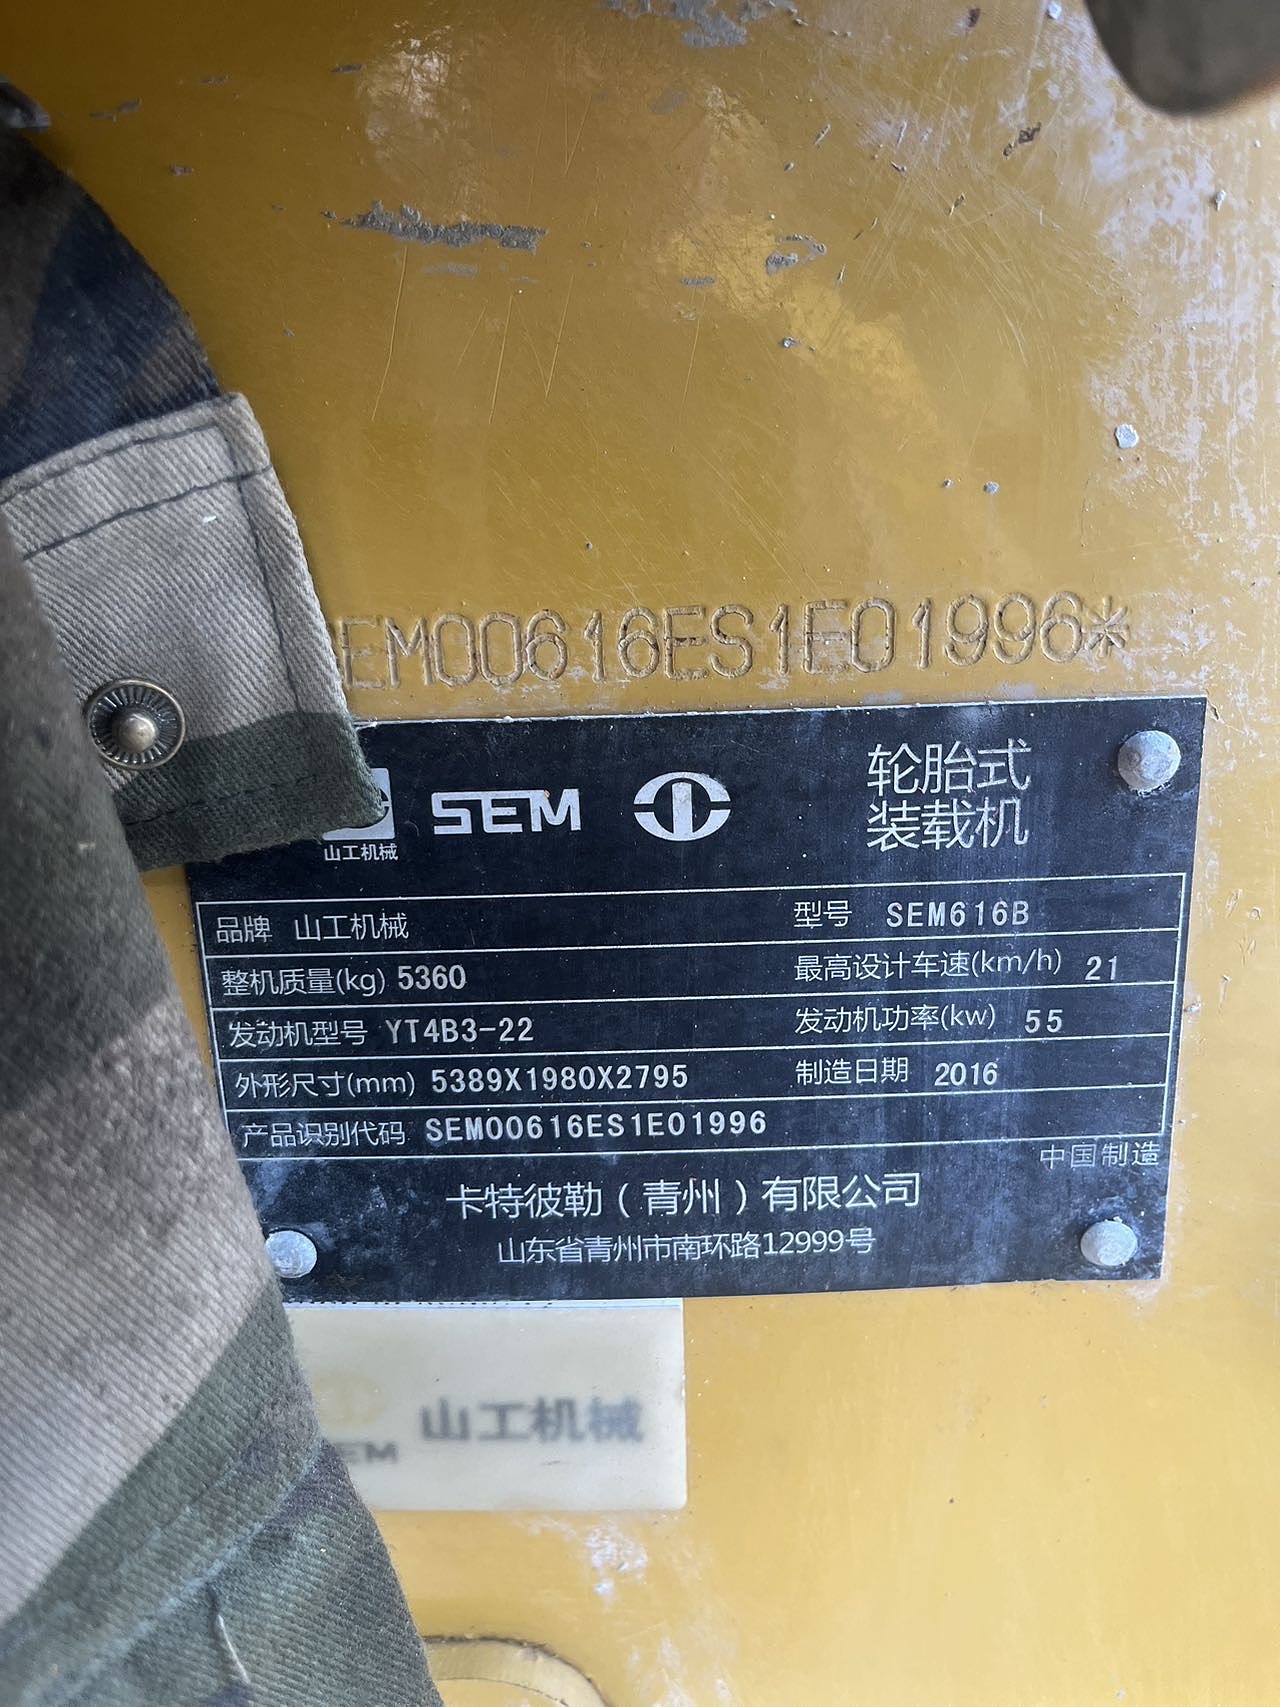 EM00616ES1E01996*
SEM 轮胎式
装载机
山工机械
品牌 山工机械 型号 SEM616B
整机质量(kg) 5360 最高设计车速(km/h) 21
发动机型号 YT4B3-22 发动机功率(kw) 55
外形尺寸(mm) 5389X1980X2795 制造日期 2016
产品识别代码 SEM00616ES1E01996
中国制造
卡特彼勒（青州）有限公司
山东省青州市南环路12999号
山工机械
SEM